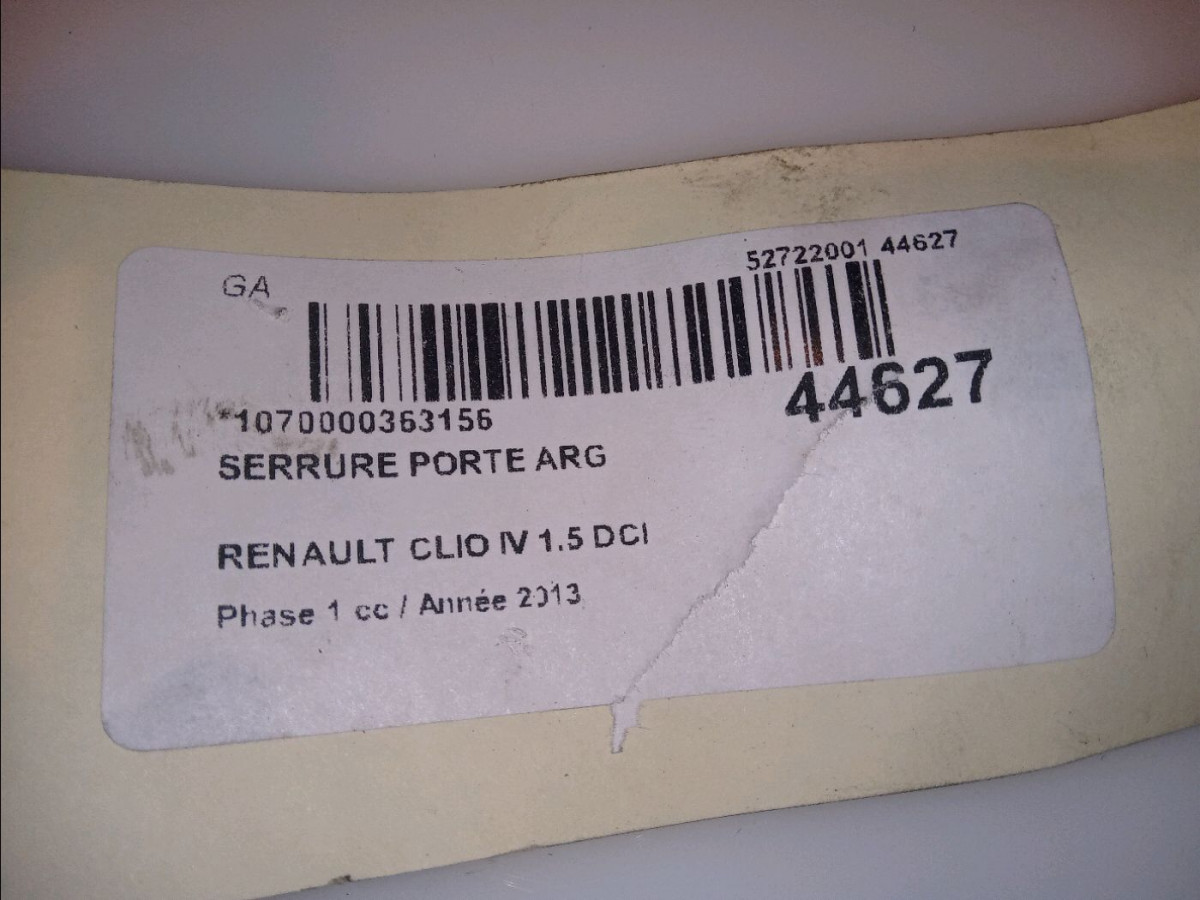 GA
52722001 44627
44627
*1070000363156
SERRURE PORTE ARG
RENAULT CLIO IV 1.5 DCI
Phase 1 cc / Année 2013